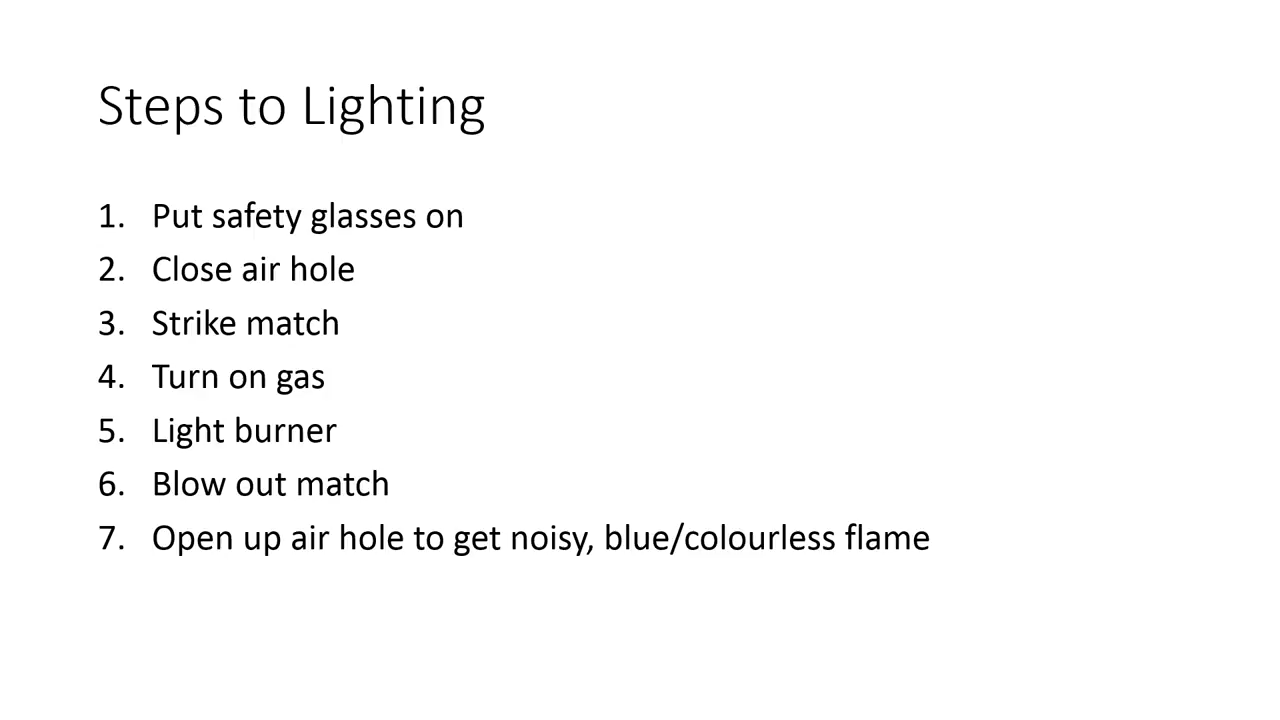 Steps to Lighting
1. Put safety glasses on
2. Close air hole
3. Strike match
4. Turn on gas
5. Light burner
6. Blow out match
7. Open up air hole to get noisy, blue/colourless flame